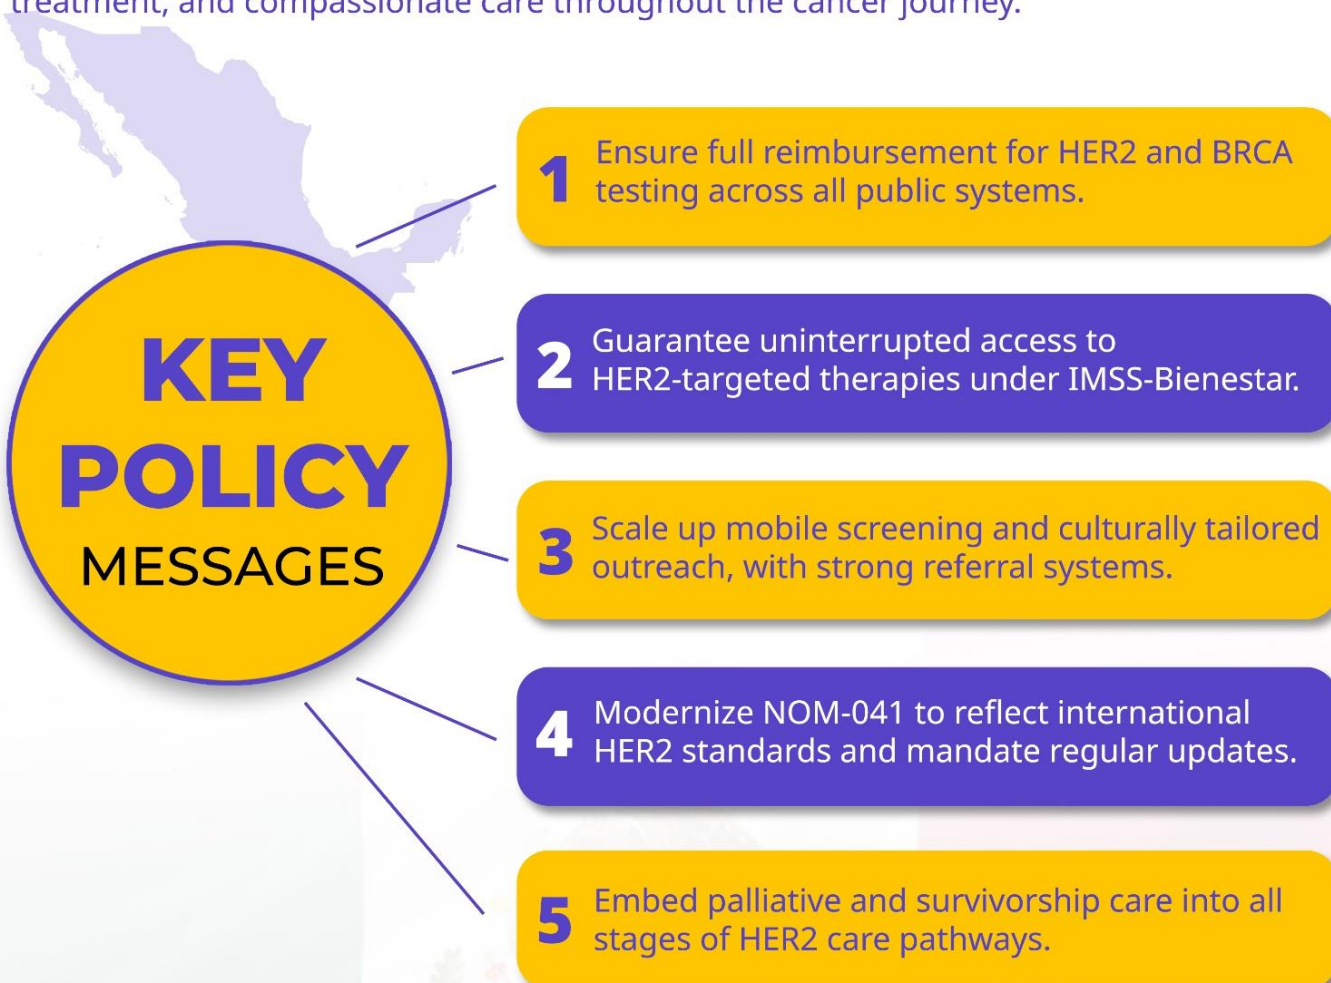 treatment, and compassionate care throughout the cancer journey.
KEY
POLICY
MESSAGES
1
Ensure full reimbursement for HER2 and BRCA
testing across all public systems.
2
Guarantee uninterrupted access to
HER2-targeted therapies under IMSS-Bienestar.
3
Scale up mobile screening and culturally tailored
outreach, with strong referral systems.
4
Modernize NOM-041 to reflect international
HER2 standards and mandate regular updates.
5
Embed palliative and survivorship care into all
stages of HER2 care pathways.